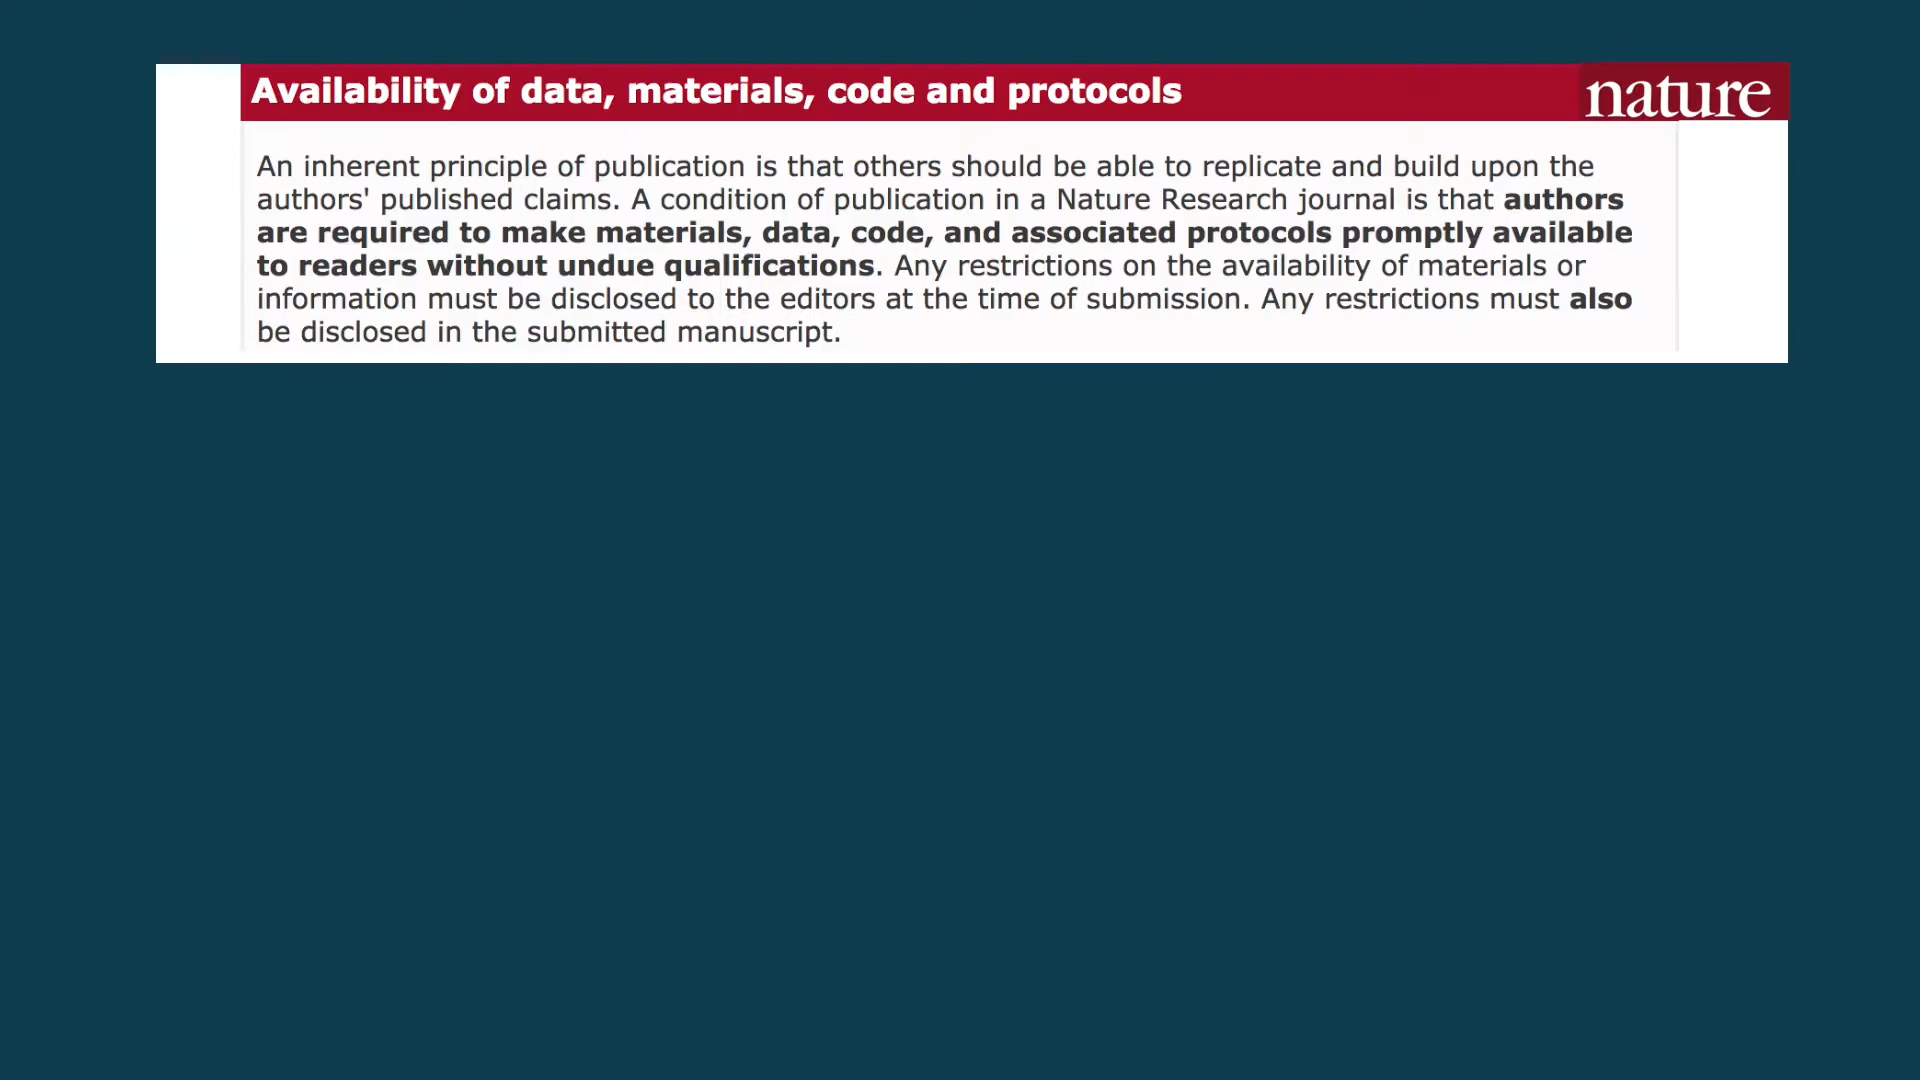 Availability of data, materials, code and protocols
nature
An inherent principle of publication is that others should be able to replicate and build upon the
authors' published claims. A condition of publication in a Nature Research journal is that authors
are required to make materials, data, code, and associated protocols promptly available
to readers without undue qualifications. Any restrictions on the availability of materials or
information must be disclosed to the editors at the time of submission. Any restrictions must also
be disclosed in the submitted manuscript.